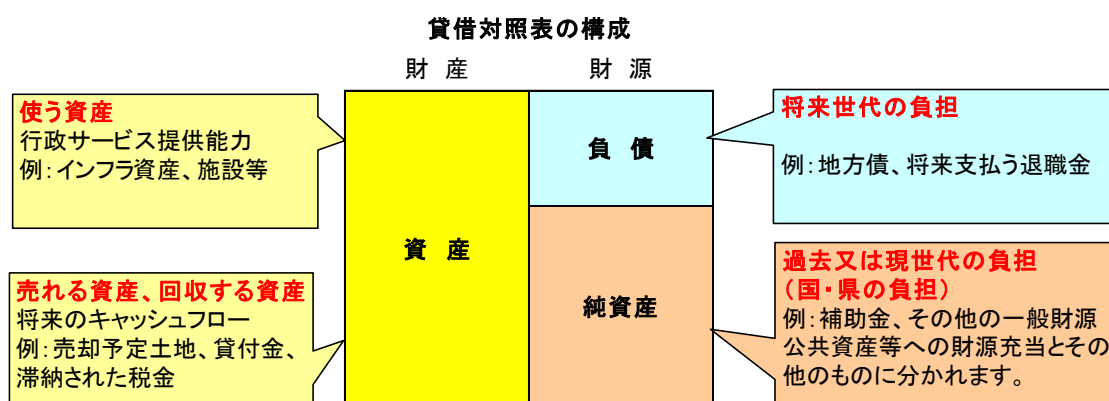 貸借対照表の構成
財 産
財 源
使う資産
行政サービス提供能力
例：インフラ資産、施設等
売れる資産、回収する資産
将来のキャッシュフロー
例：売却予定土地、貸付金、
滞納された税金
資 産
負 債
純資産
将来世代の負担
例：地方債、将来支払う退職金
過去又は現世代の負担
（国・県の負担）
例：補助金、その他の一般財源
公共資産等への財源充当とその
他のものに分かれます。